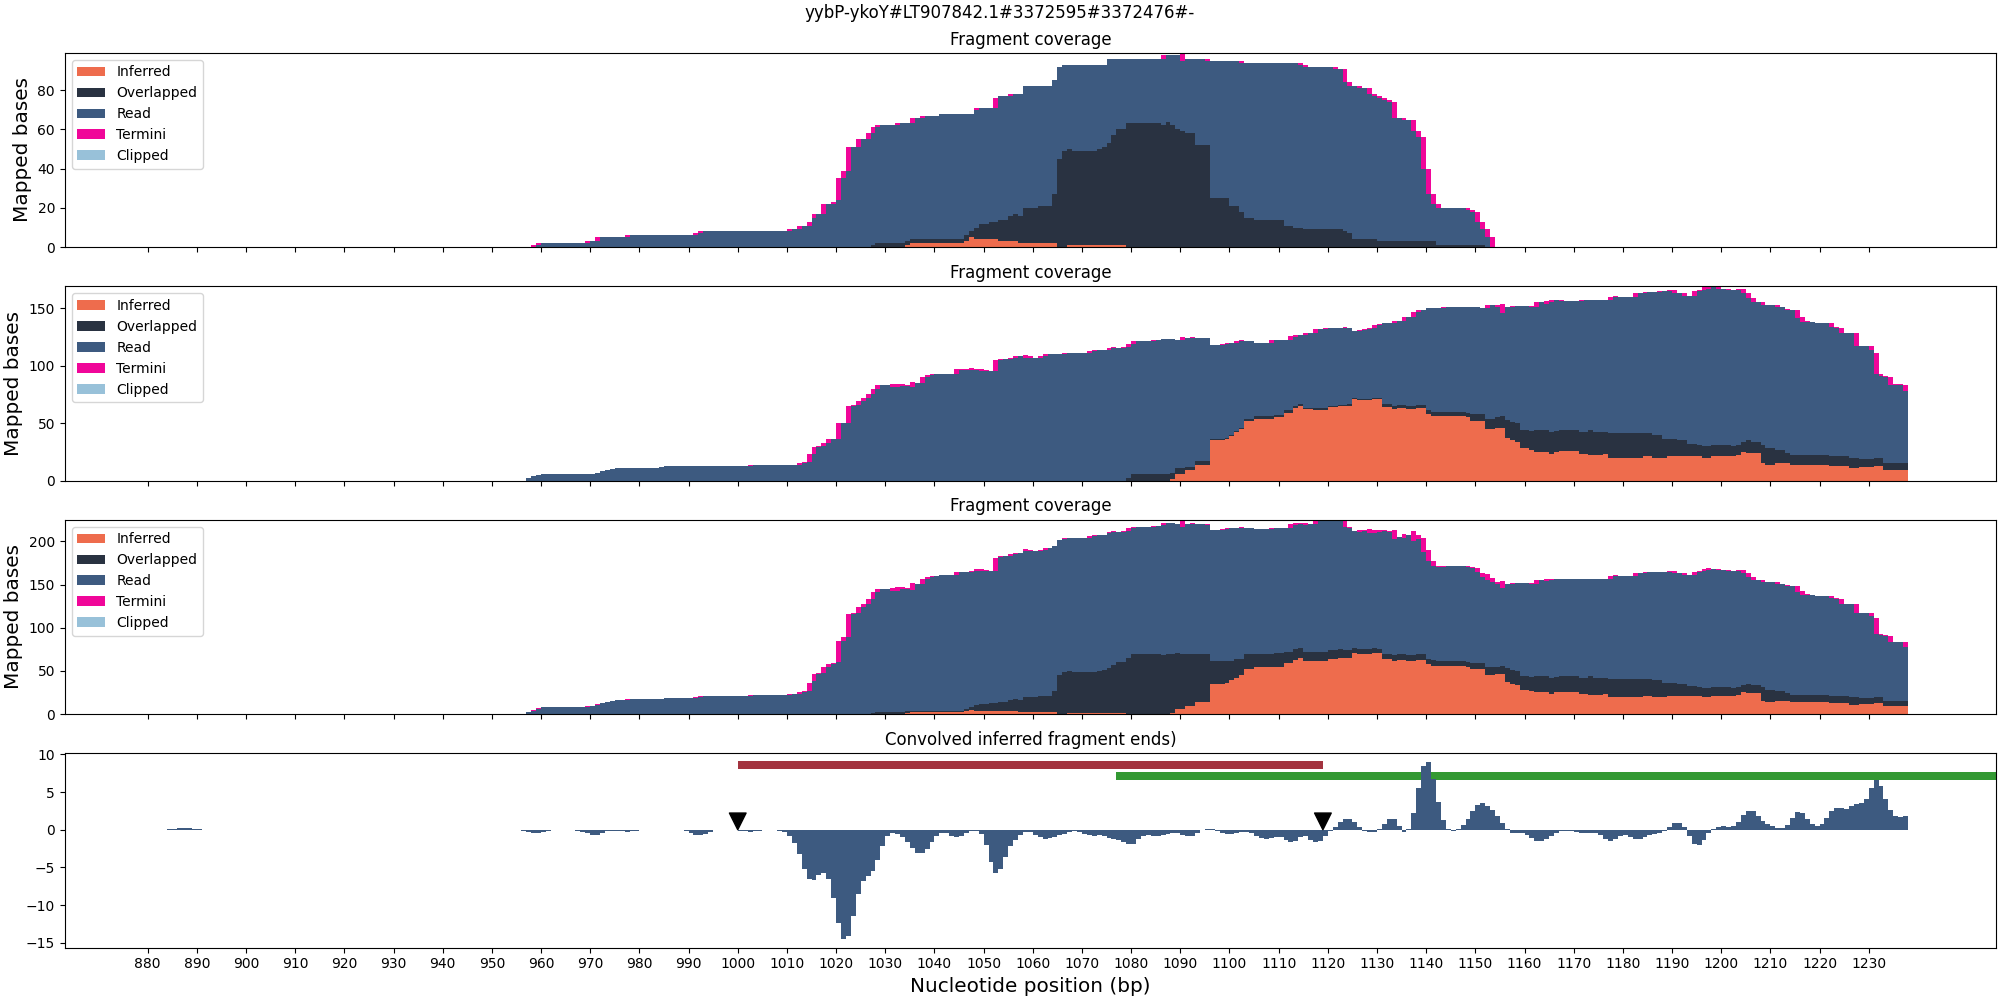 yybP-ykoY#LT907842.1#3372595#3372476#-
Fragment coverage
Mapped bases
80
60
40
20
0
Inferred
Overlapped
Read
Termini
Clipped
Fragment coverage
Mapped bases
150
100
50
0
Inferred
Overlapped
Read
Termini
Clipped
Fragment coverage
Mapped bases
200
150
100
50
0
Inferred
Overlapped
Read
Termini
Clipped
Convolved inferred fragment ends)
10
5
0
−5
−10
−15
880 890 900 910 920 930 940 950 960 970 980 990 1000 1010 1020 1030 1040 1050 1060 1070 1080 1090 1100 1110 1120 1130 1140 1150 1160 1170 1180 1190 1200 1210 1220 1230
Nucleotide position (bp)